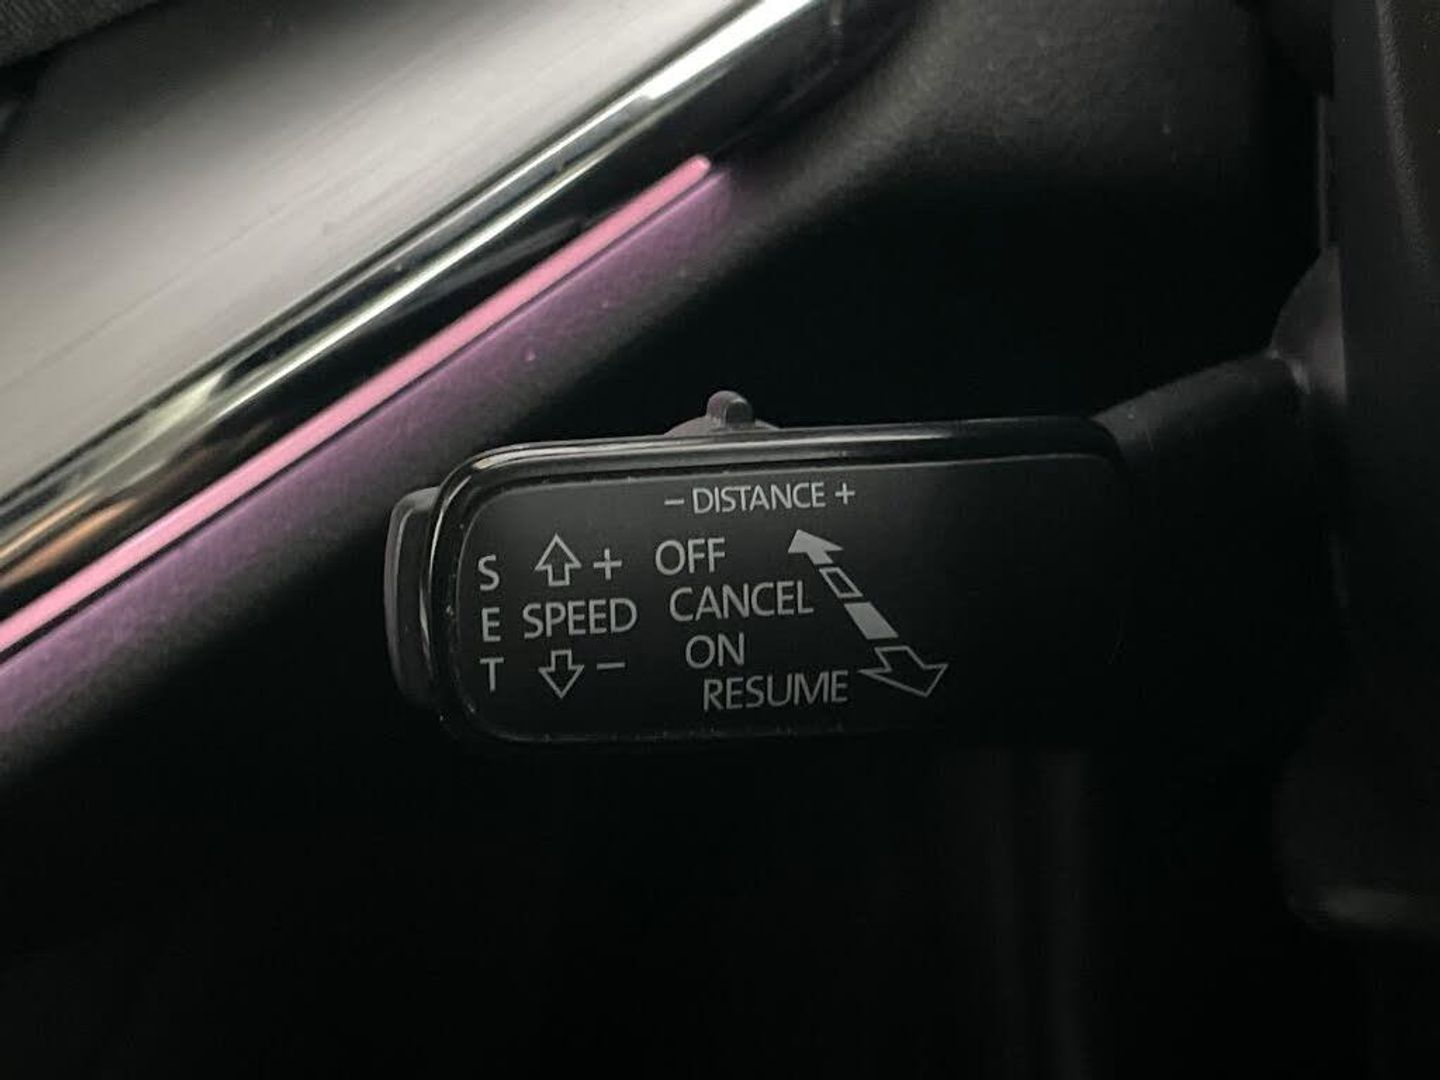 - DISTANCE +
S + OFF
E SPEED CANCEL
T - ON
RESUME